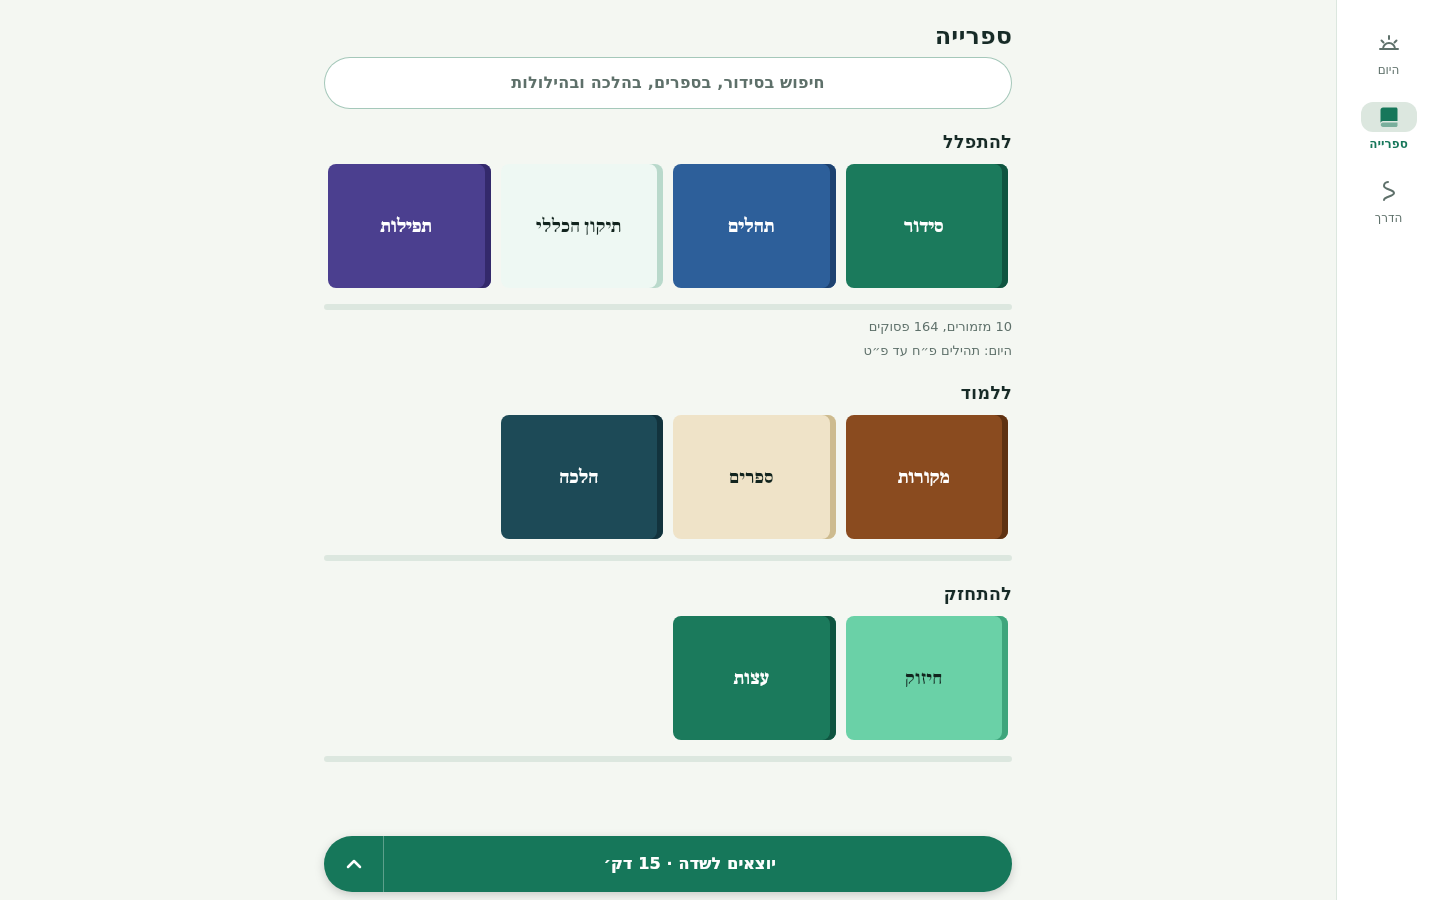 היום
ספרייה
הדרך
ספרייה
חיפוש בסידור, בספרים, בהלכה ובהילולות
להתפלל
סידור
תהלים
תיקון הכללי
תפילות
10 מזמורים, 164 פסוקים
היום: תהילים פ״ח עד פ״ט
ללמוד
מקורות
ספרים
הלכה
להתחזק
חיזוק
עצות
יוצאים לשדה · 15 דק׳